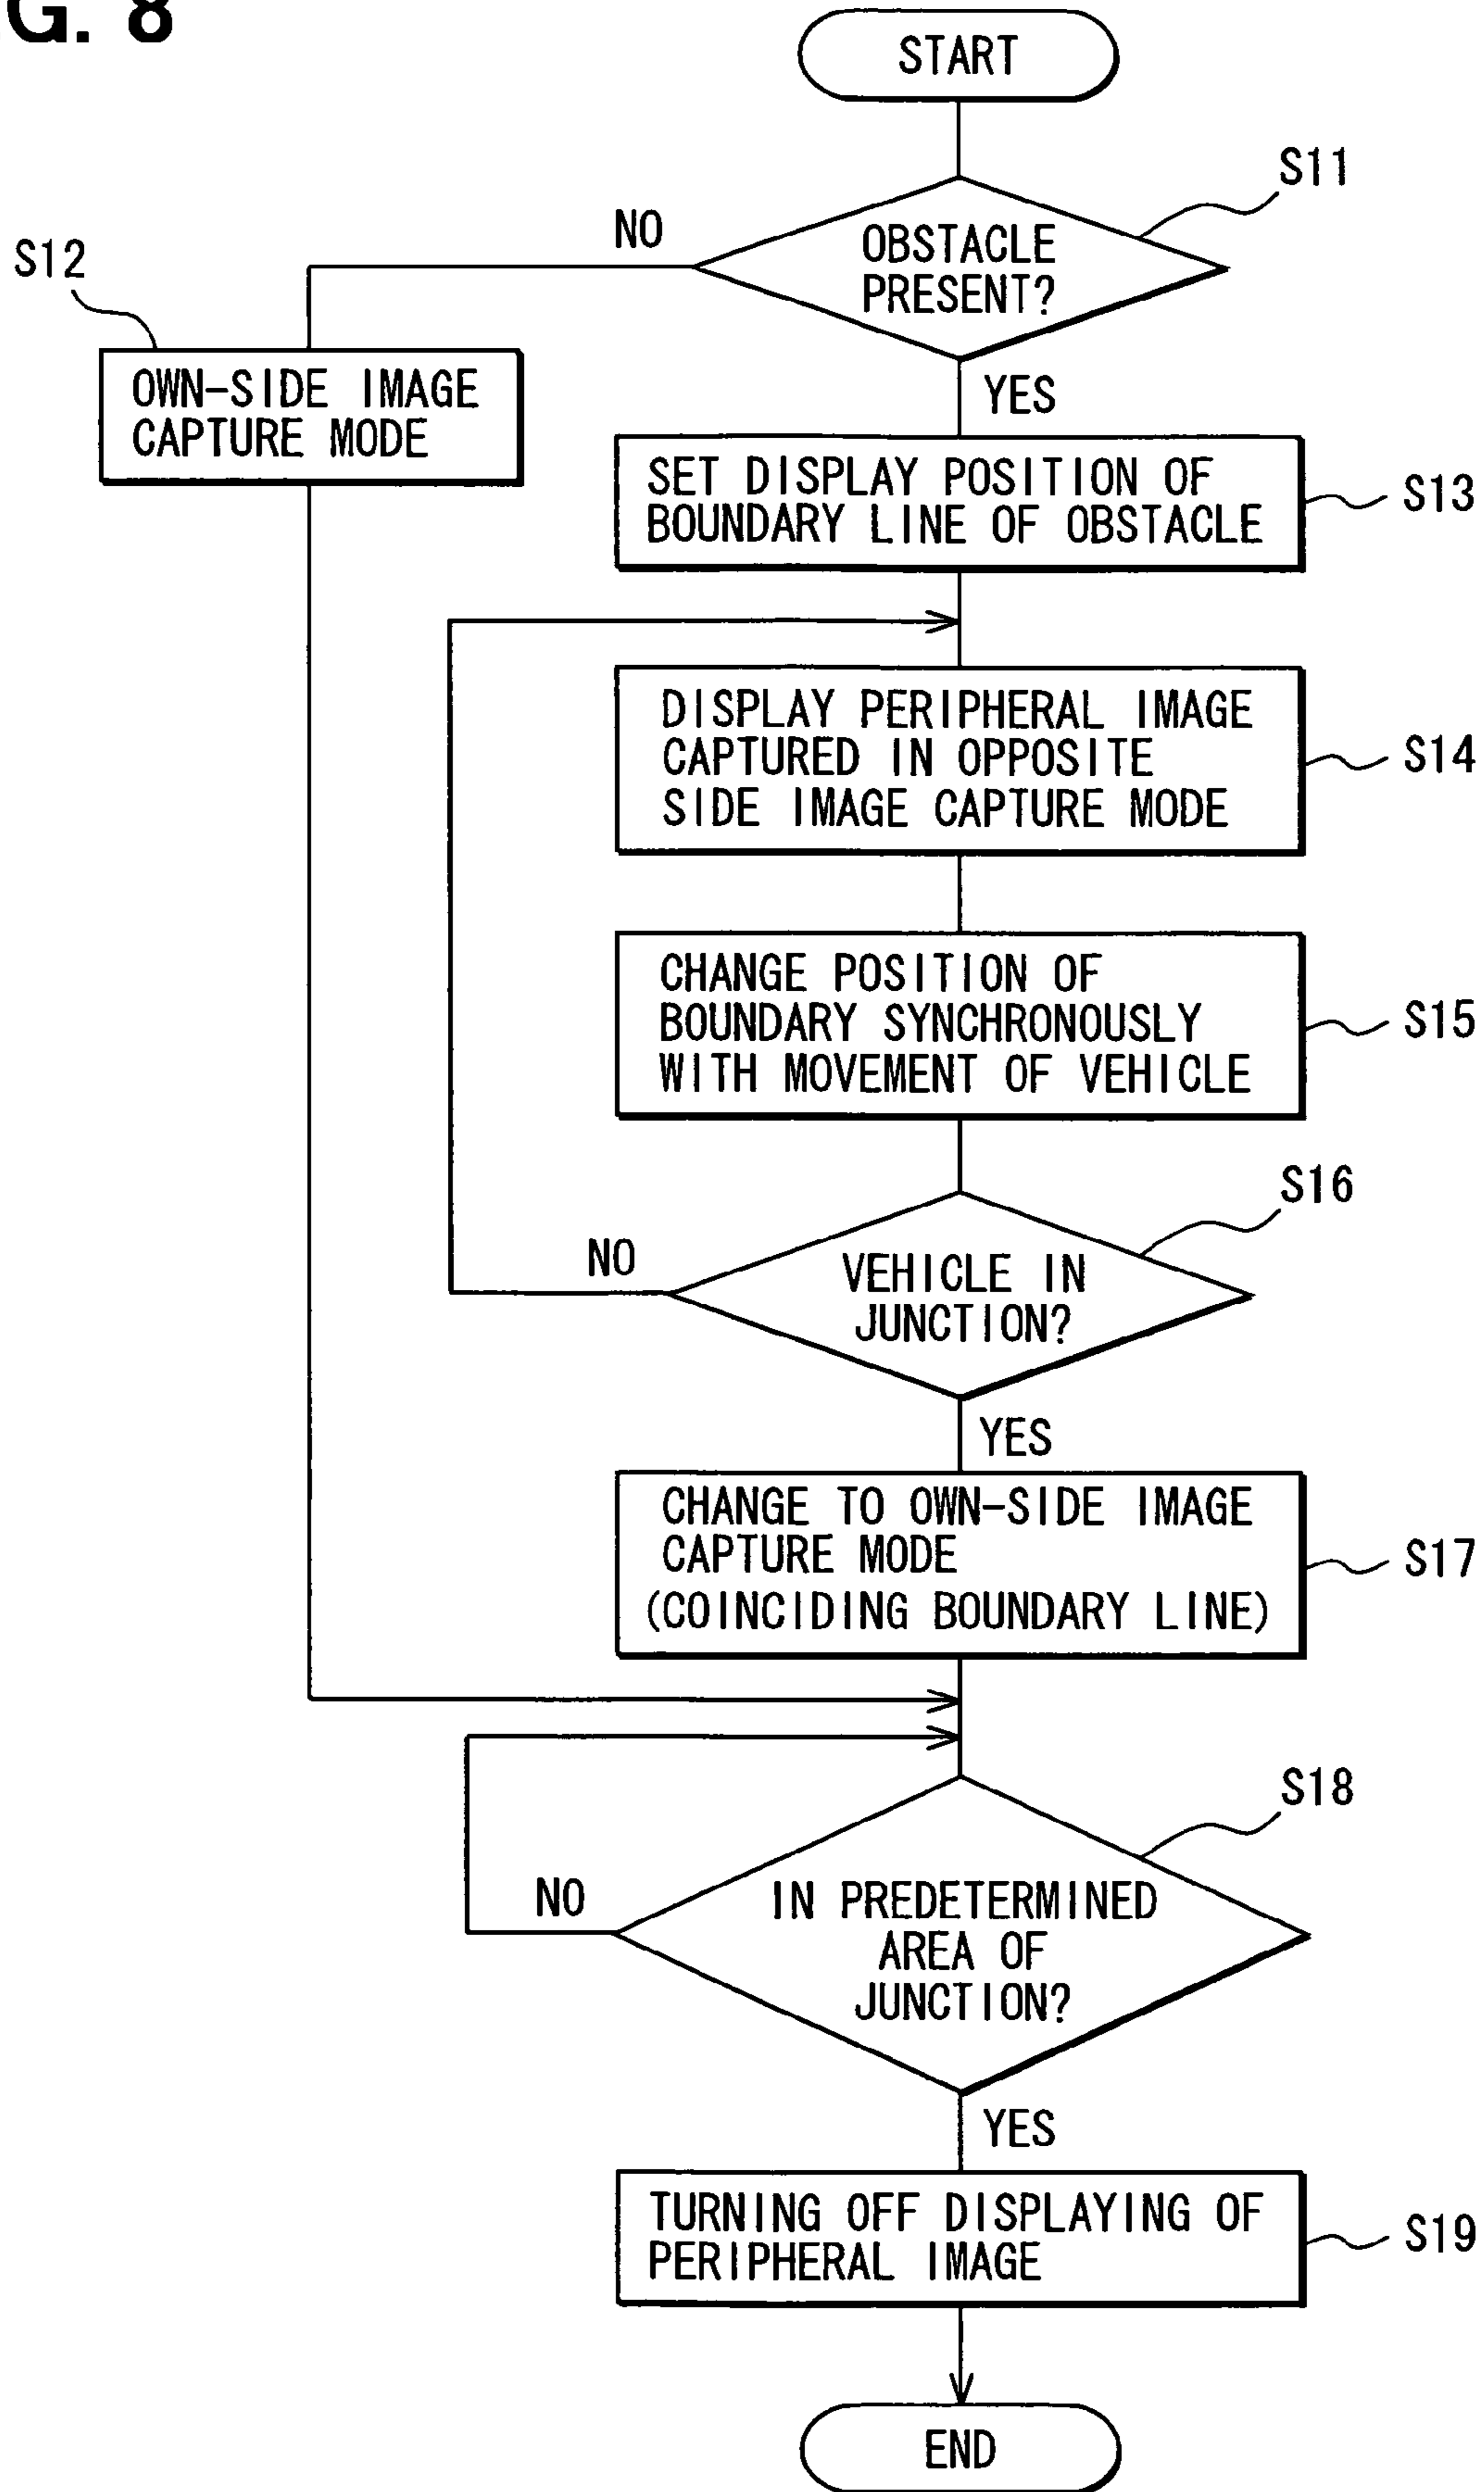 G. 8
START
S11
OBSTACLE
PRESENT?
NO
YES
S12
OWN-SIDE IMAGE
CAPTURE MODE
SET DISPLAY POSITION OF
BOUNDARY LINE OF OBSTACLE
S13
DISPLAY PERIPHERAL IMAGE
CAPTURED IN OPPOSITE
SIDE IMAGE CAPTURE MODE
S14
CHANGE POSITION OF
BOUNDARY SYNCHRONOUSLY
WITH MOVEMENT OF VEHICLE
S15
S16
VEHICLE IN
JUNCTION?
NO
YES
CHANGE TO OWN-SIDE IMAGE
CAPTURE MODE
(COINCIDING BOUNDARY LINE)
S17
S18
IN PREDETERMINED
AREA OF
JUNCTION?
NO
YES
TURNING OFF DISPLAYING OF
PERIPHERAL IMAGE
S19
END